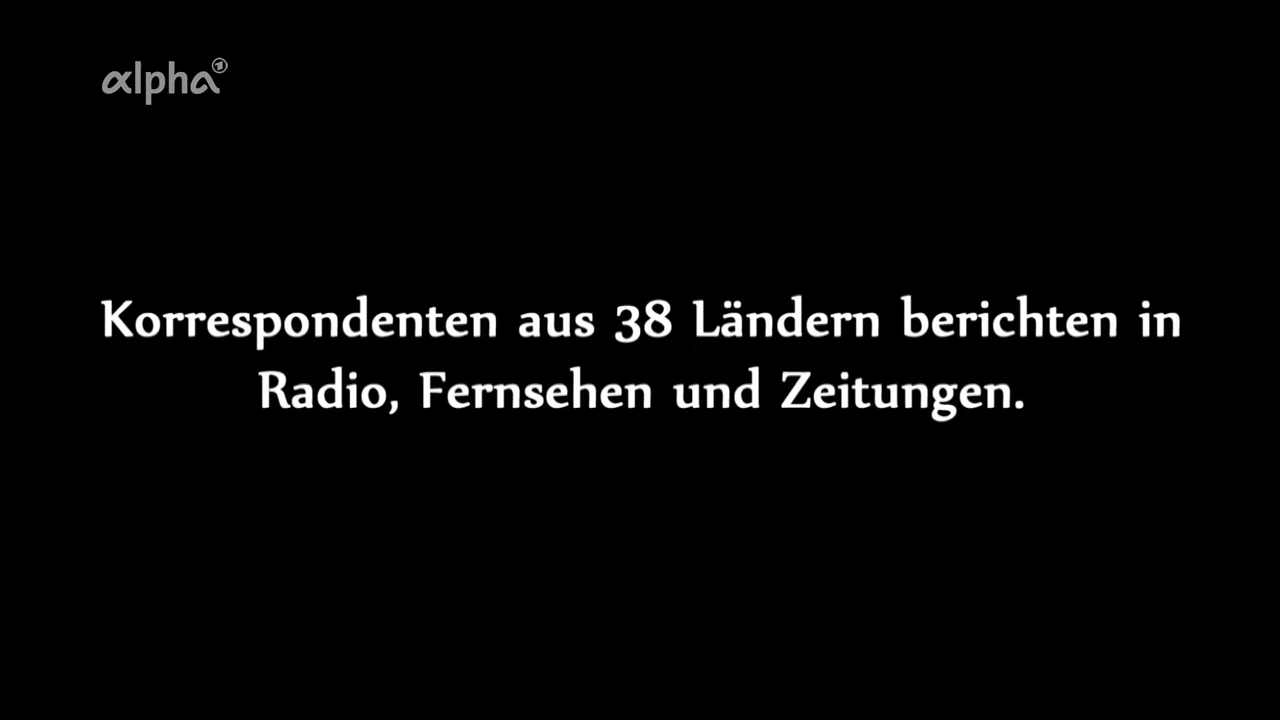 alpha
Korrespondenten aus 38 Ländern berichten in
Radio, Fernsehen und Zeitungen.